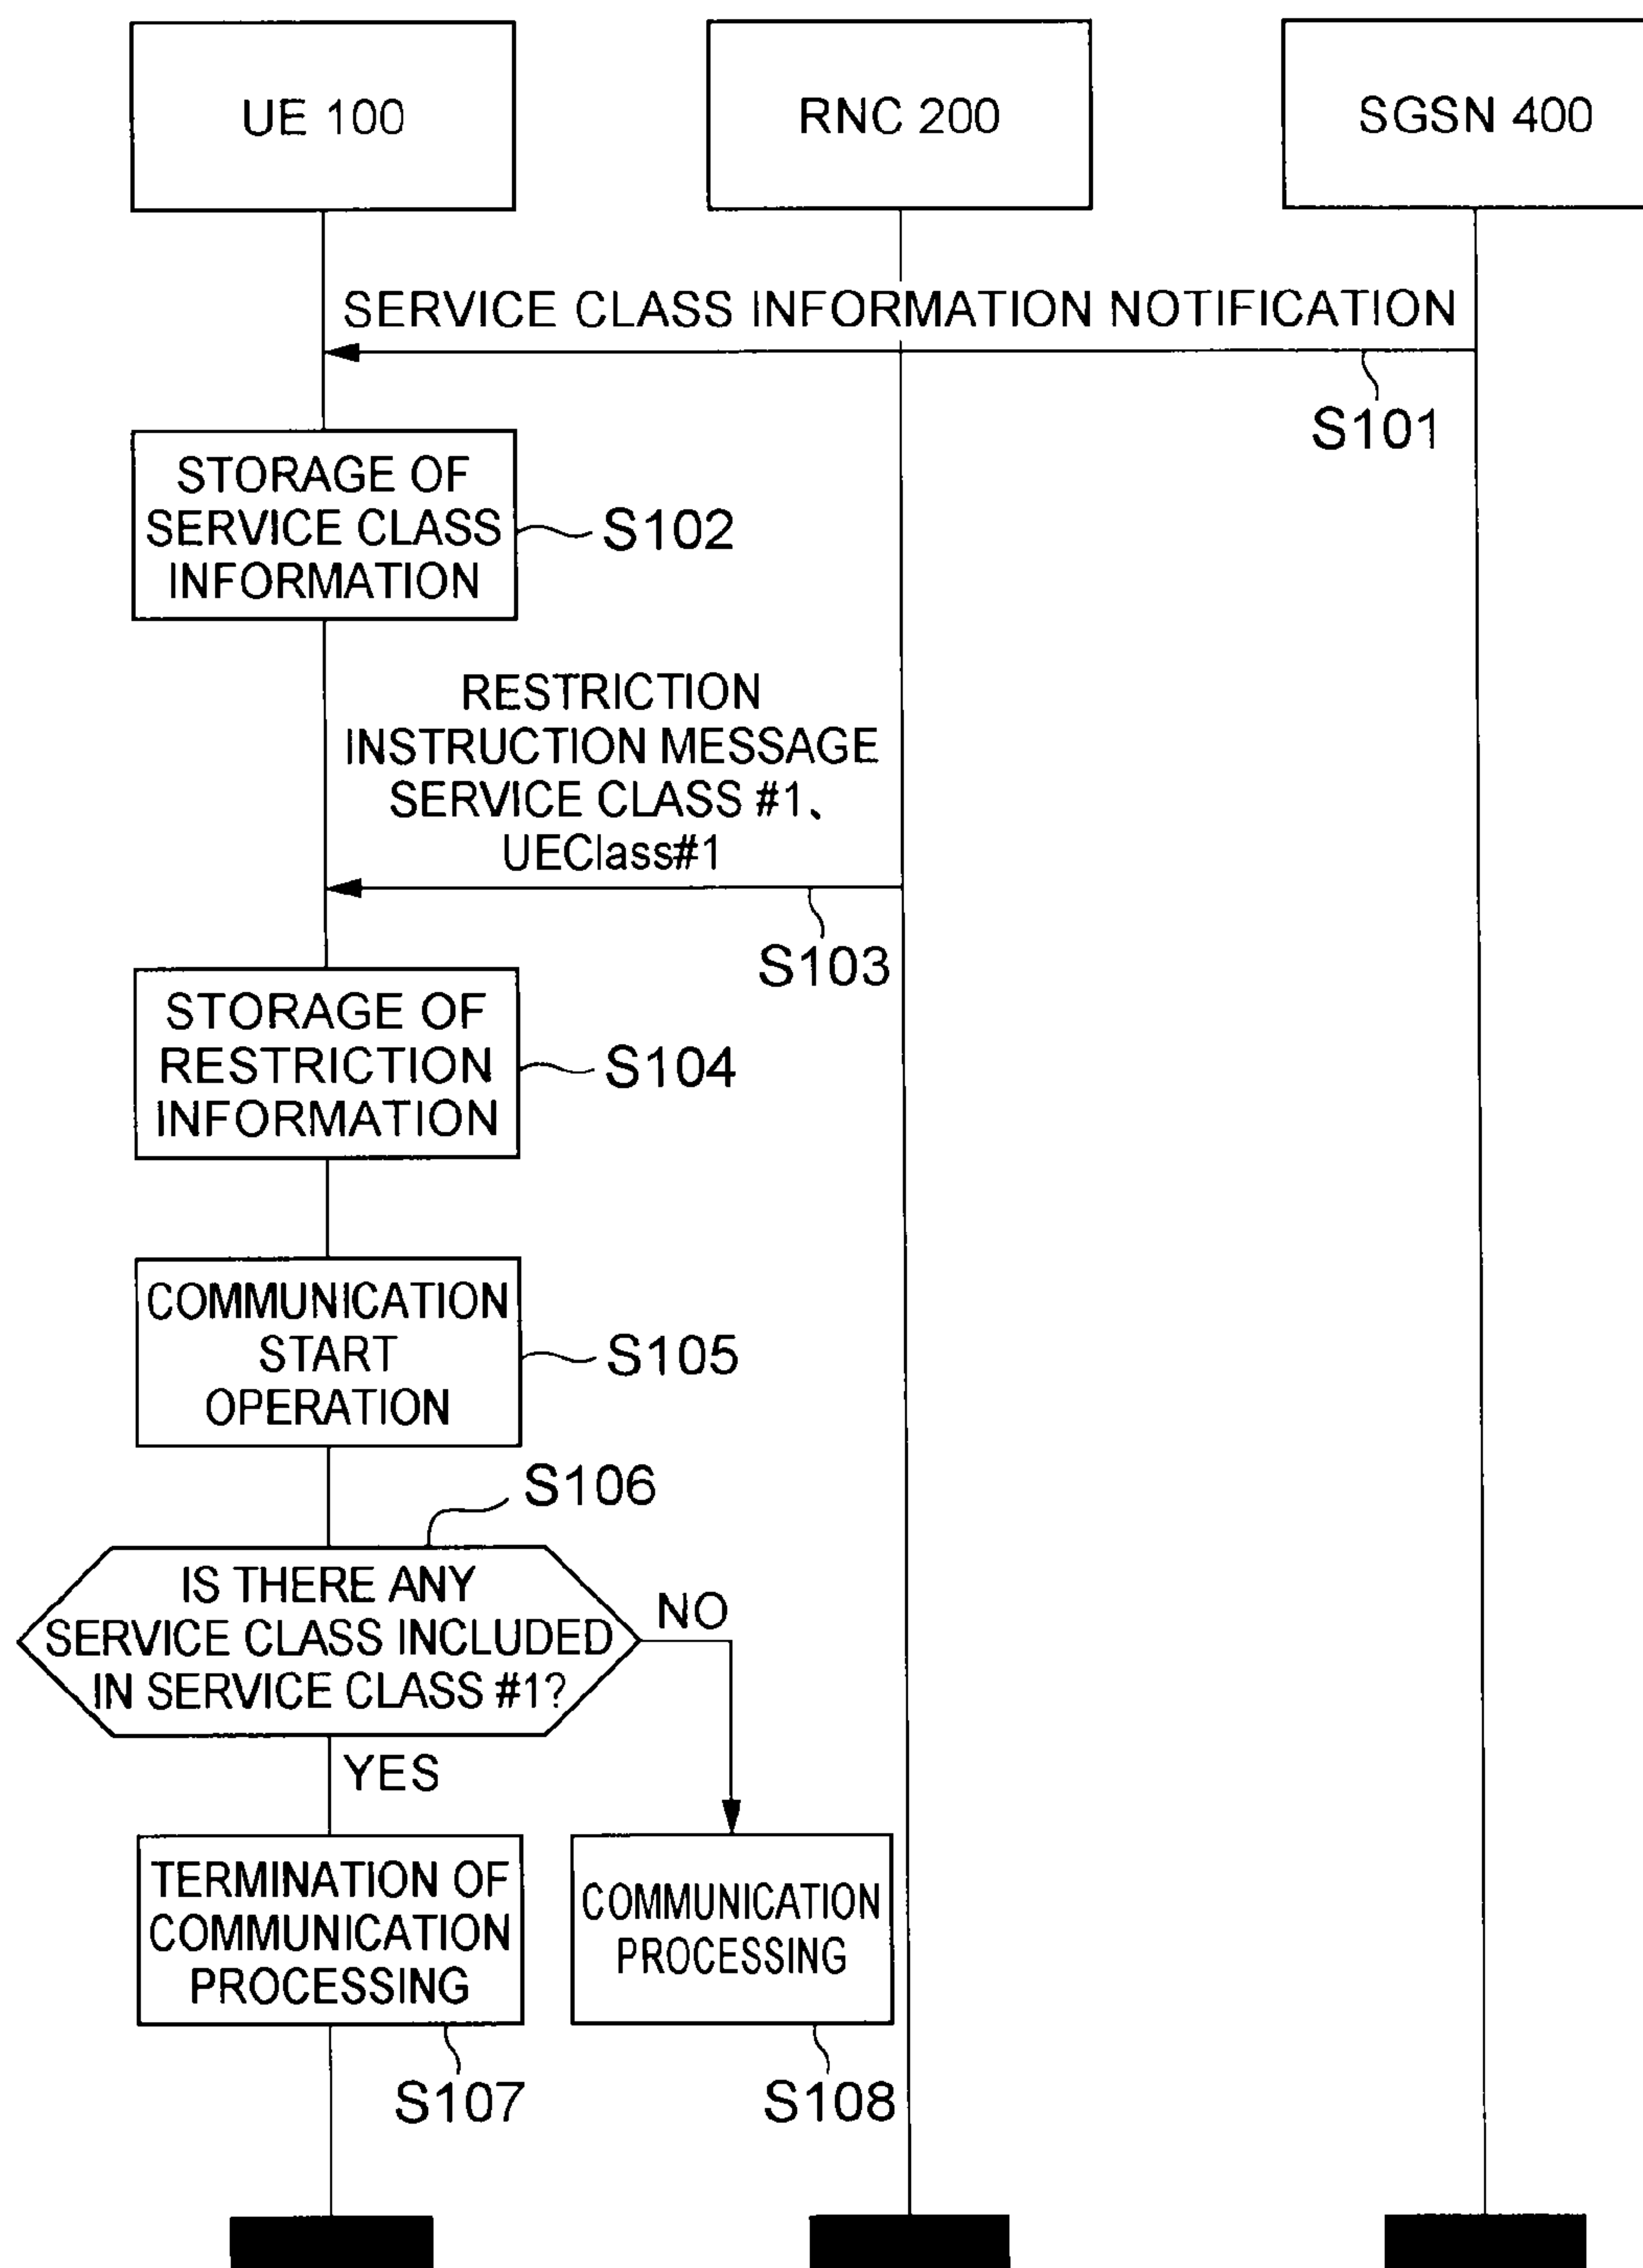 UE 100
RNC 200
SGSN 400
SERVICE CLASS INFORMATION NOTIFICATION
S101
STORAGE OF
SERVICE CLASS
INFORMATION
S102
RESTRICTION
INSTRUCTION MESSAGE
SERVICE CLASS #1、
UEClass#1
S103
STORAGE OF
RESTRICTION
INFORMATION
S104
COMMUNICATION
START
OPERATION
S105
S106
IS THERE ANY
SERVICE CLASS INCLUDED
IN SERVICE CLASS #1?
NO
YES
TERMINATION OF
COMMUNICATION
PROCESSING
COMMUNICATION
PROCESSING
S107
S108